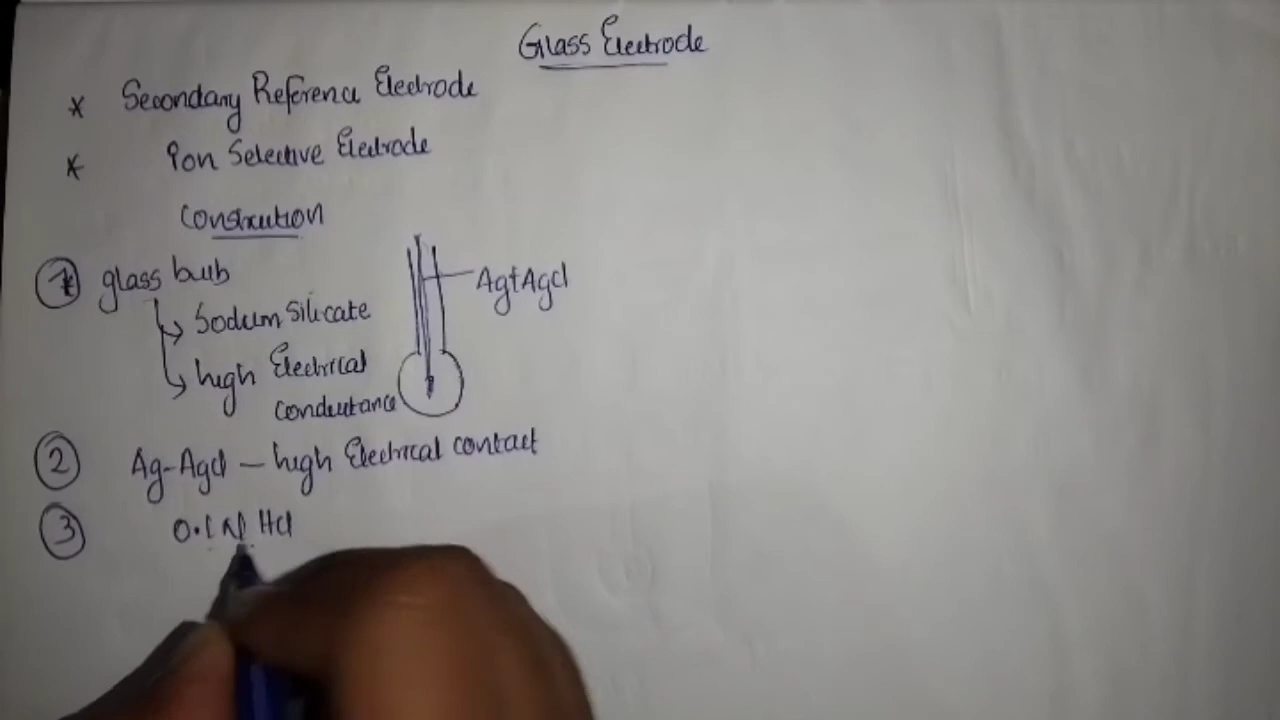 Glass Electrode
* Secondary Reference Electrode
* Ion Selective Electrode
Construction
1 glass bulb
Ag+Agcl
→ Sodium silicate
→ high Electrical
conductance
2 Ag-Agcl – high Electrical contact
3 0.1 N Hcl